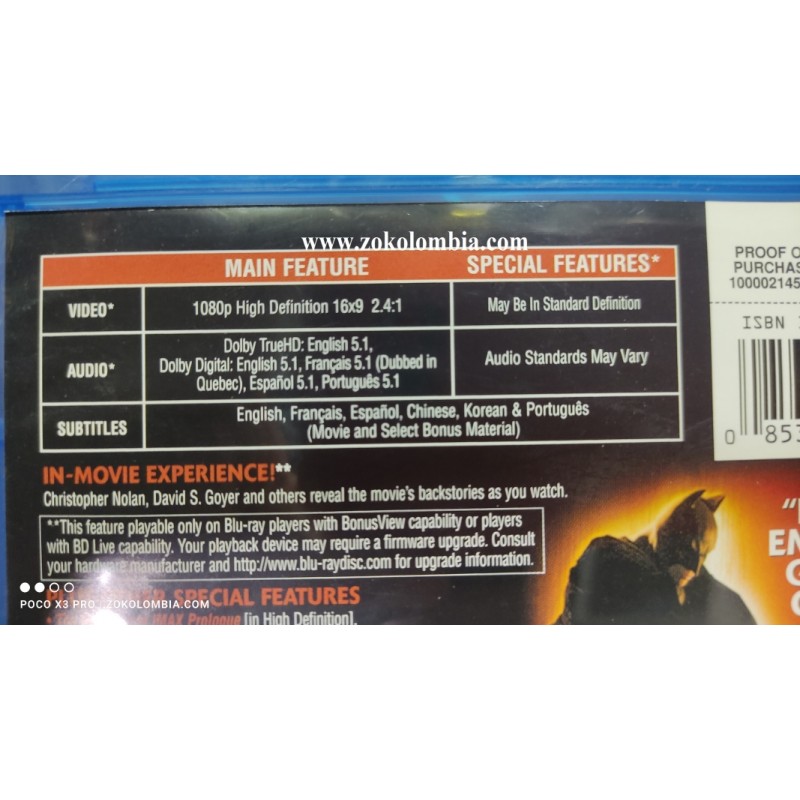 www.zokolombia.com
MAIN FEATURE
SPECIAL FEATURES*
VIDEO*
1080p High Definition 16x9 2.4:1
May Be In Standard Definition
AUDIO*
Dolby TrueHD: English 5.1,
Dolby Digital: English 5.1, Français 5.1 (Dubbed in
Quebec), Español 5.1, Português 5.1
Audio Standards May Vary
SUBTITLES
English, Français, Español, Chinese, Korean & Português
(Movie and Select Bonus Material)
PROOF O
PURCHAS
100002145
ISBN
0 853
IN-MOVIE EXPERIENCE!**
Christopher Nolan, David S. Goyer and others reveal the movie's backstories as you watch.
**This feature playable only on Blu-ray players with BonusView capability or players
with BD Live capability. Your playback device may require a firmware upgrade. Consult
your hardware manufacturer and http://www.blu-raydisc.com for upgrade information.
SPECIAL FEATURES
IMAX Prologue [in High Definition].
EN
POCO X3 PRO | ZOKOLOMBIA.COM